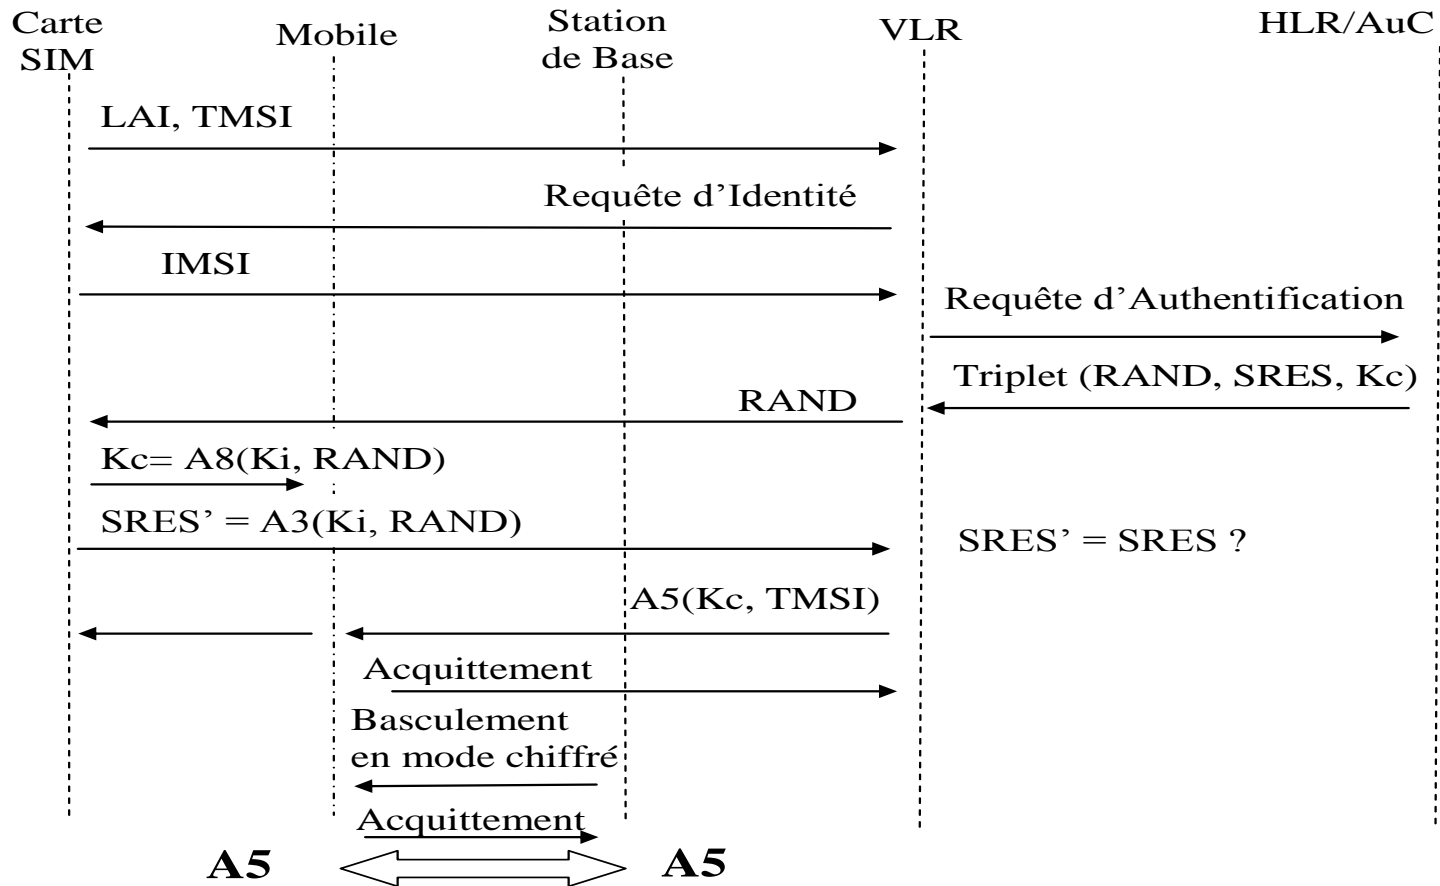 Carte
SIM
Mobile
Station
de Base
VLR
HLR/AuC
LAI, TMSI
Requête d’Identité
IMSI
Requête d’Authentification
Triplet (RAND, SRES, Kc)
RAND
Kc= A8(Ki, RAND)
SRES’ = A3(Ki, RAND)
SRES’ = SRES ?
A5(Kc, TMSI)
Acquittement
Basculement
en mode chiffré
Acquittement
A5
A5